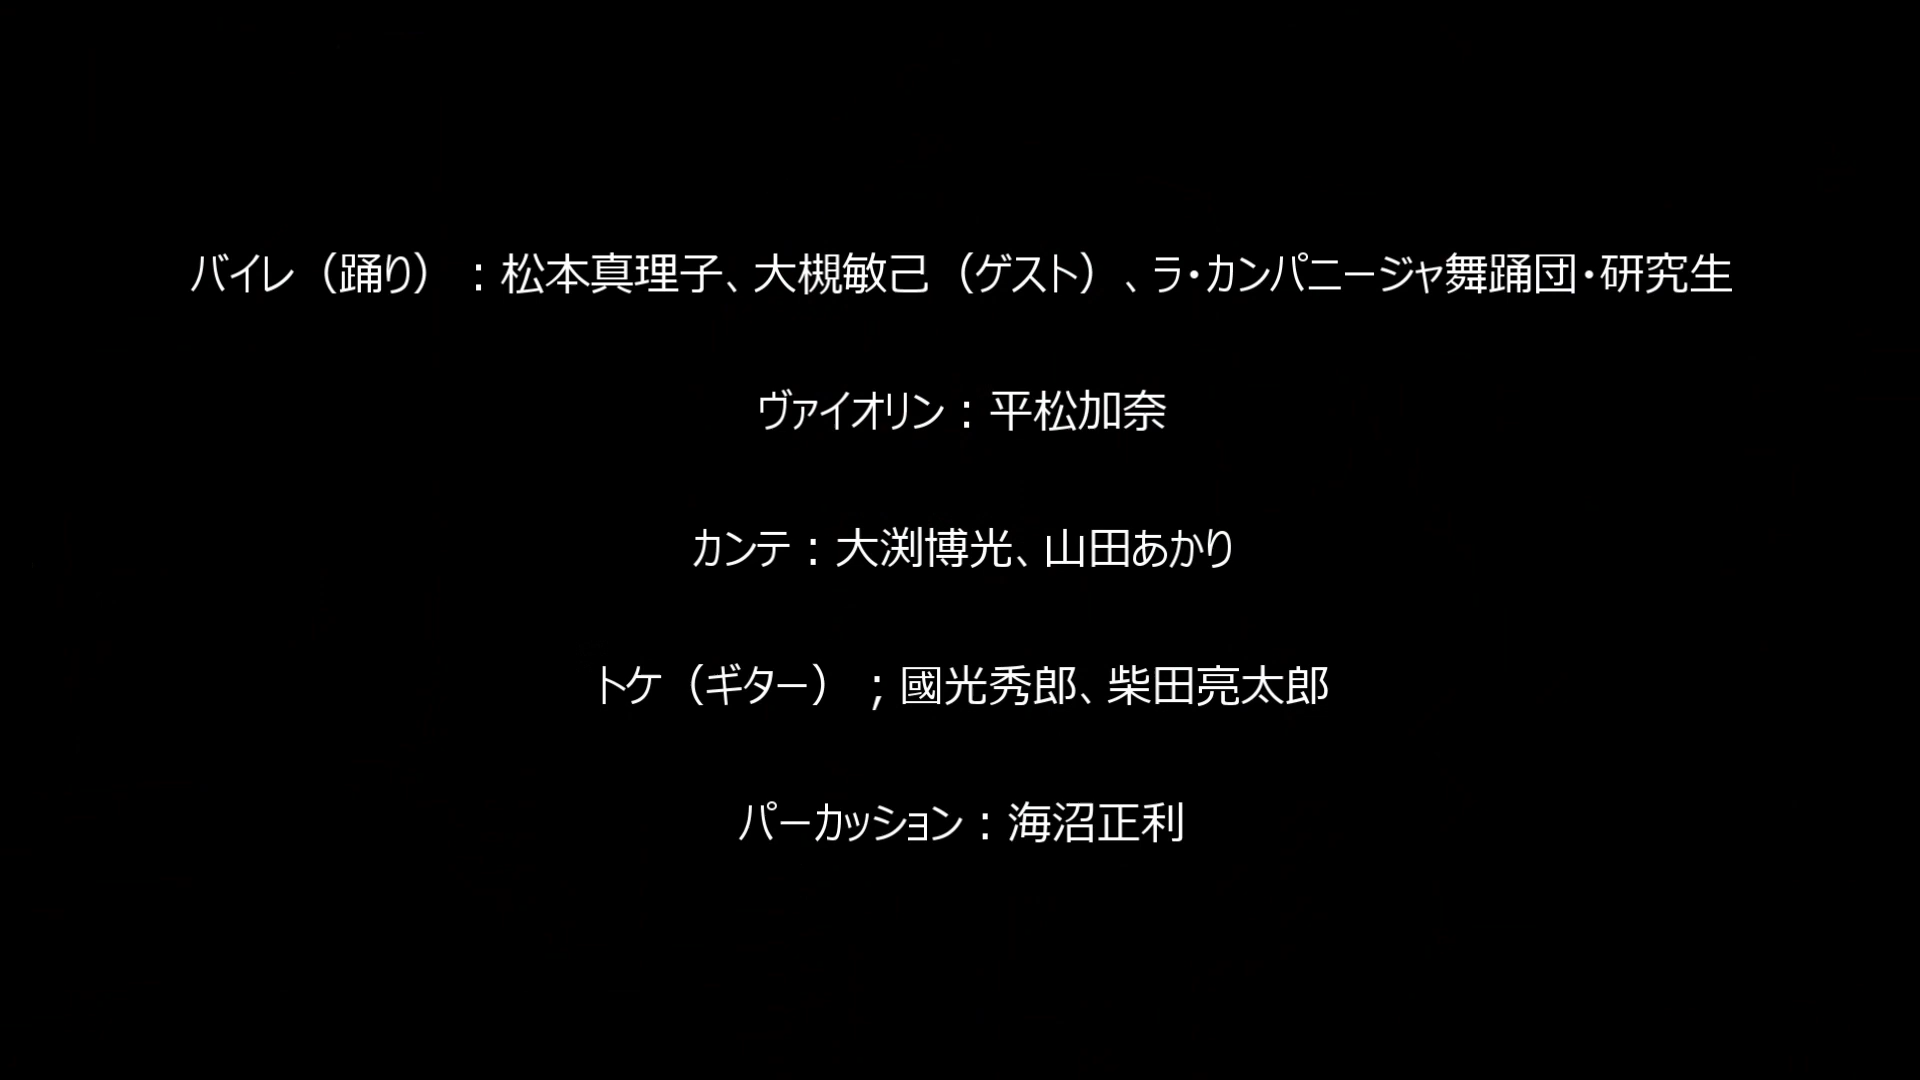 バイレ（踊り）：松本真理子、大槻敏己（ゲスト）、ラ・カンパニージャ舞踊団・研究生
ヴァイオリン：平松加奈
カンテ：大渕博光、山田あかり
トケ（ギター）；國光秀郎、柴田亮太郎
パーカッション：海沼正利